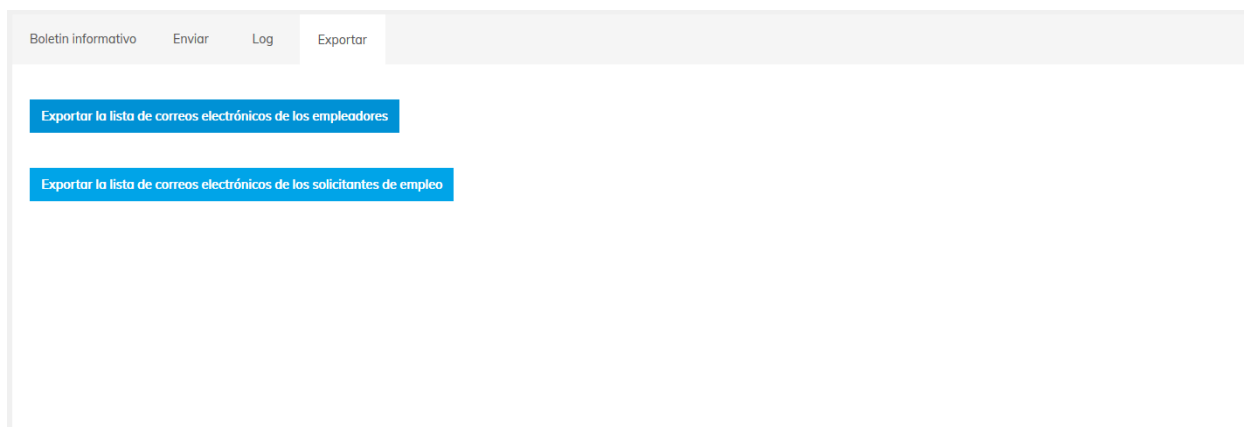 Boletin informativo Enviar Log Exportar
Exportar la lista de correos electrónicos de los empleadores
Exportar la lista de correos electrónicos de los solicitantes de empleo